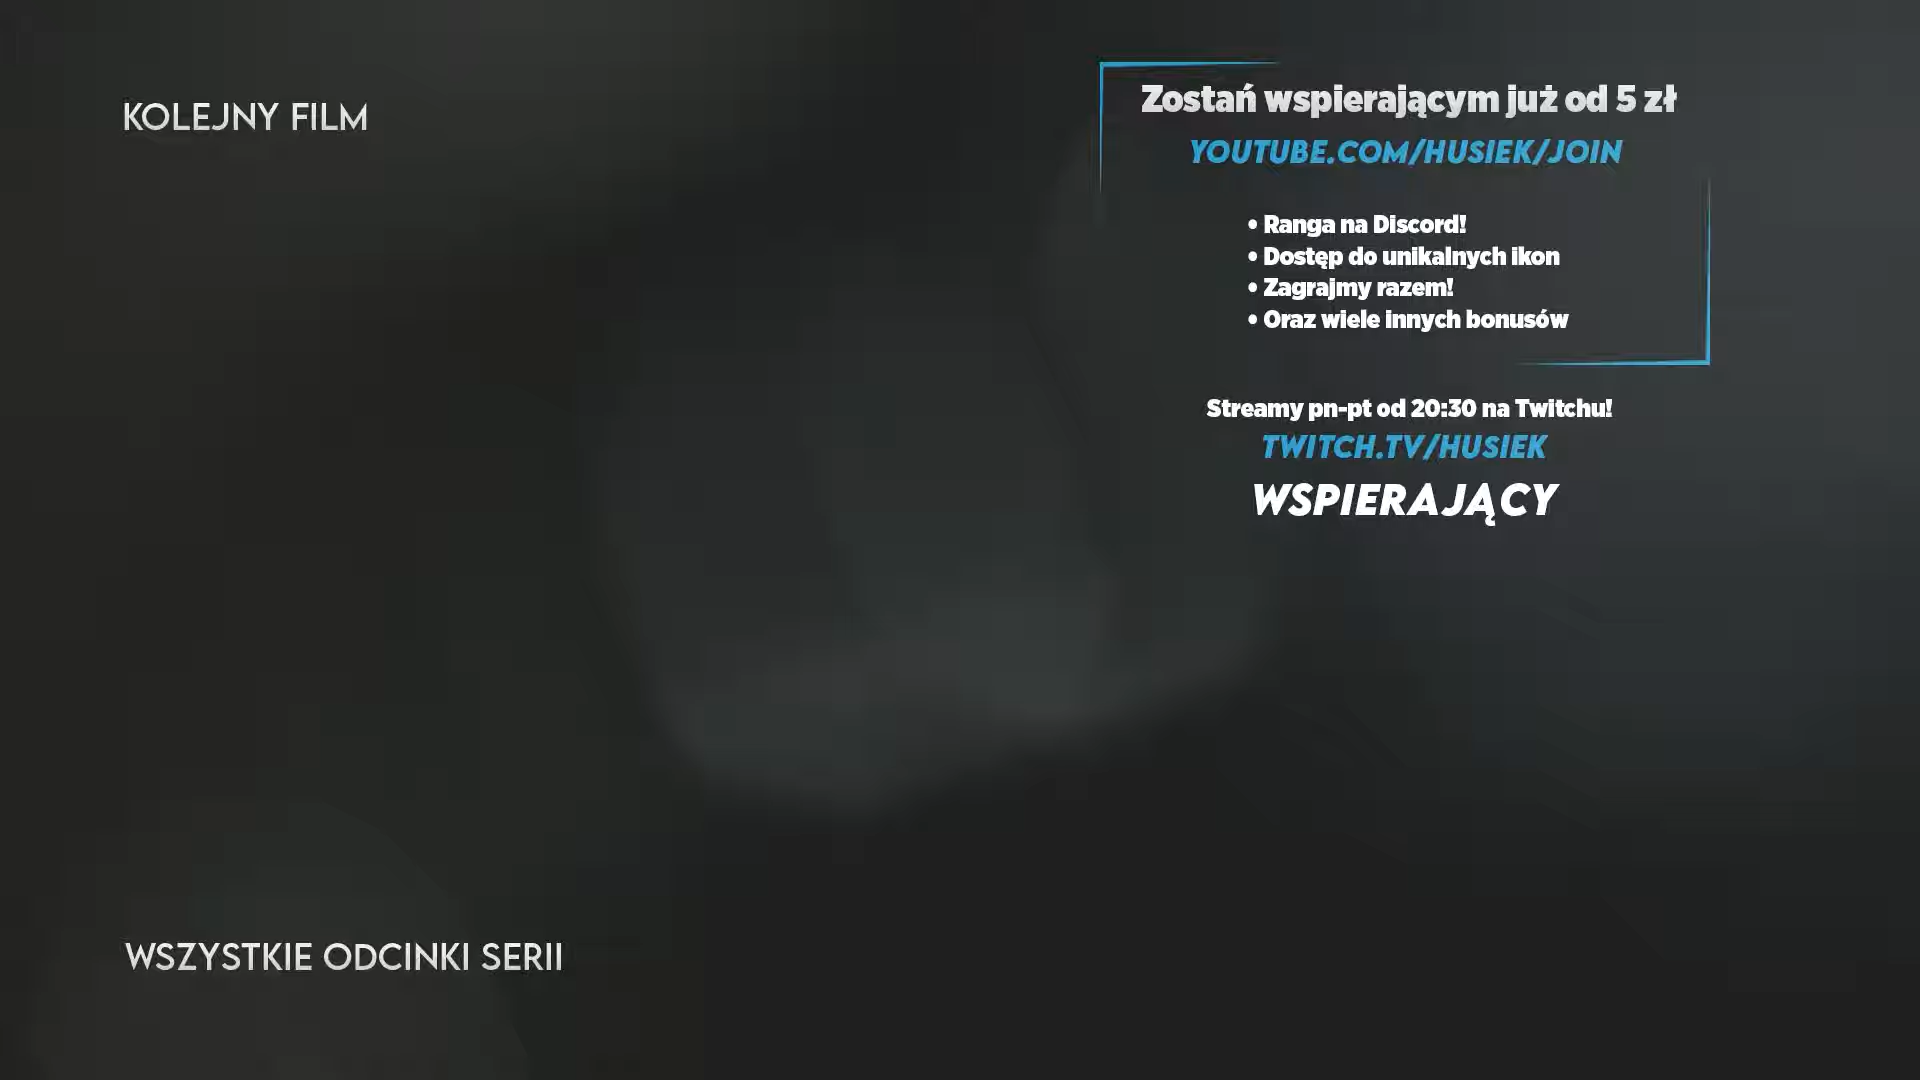 KOLEJNY FILM
Zostań wspierającym już od 5 zł
YOUTUBE.COM/HUSIEK/JOIN
• Ranga na Discord!
• Dostęp do unikalnych ikon
• Zagrajmy razem!
• Oraz wiele innych bonusów
Streamy pn-pt od 20:30 na Twitchu!
TWITCH.TV/HUSIEK
WSPIERAJĄCY
WSZYSTKIE ODCINKI SERII